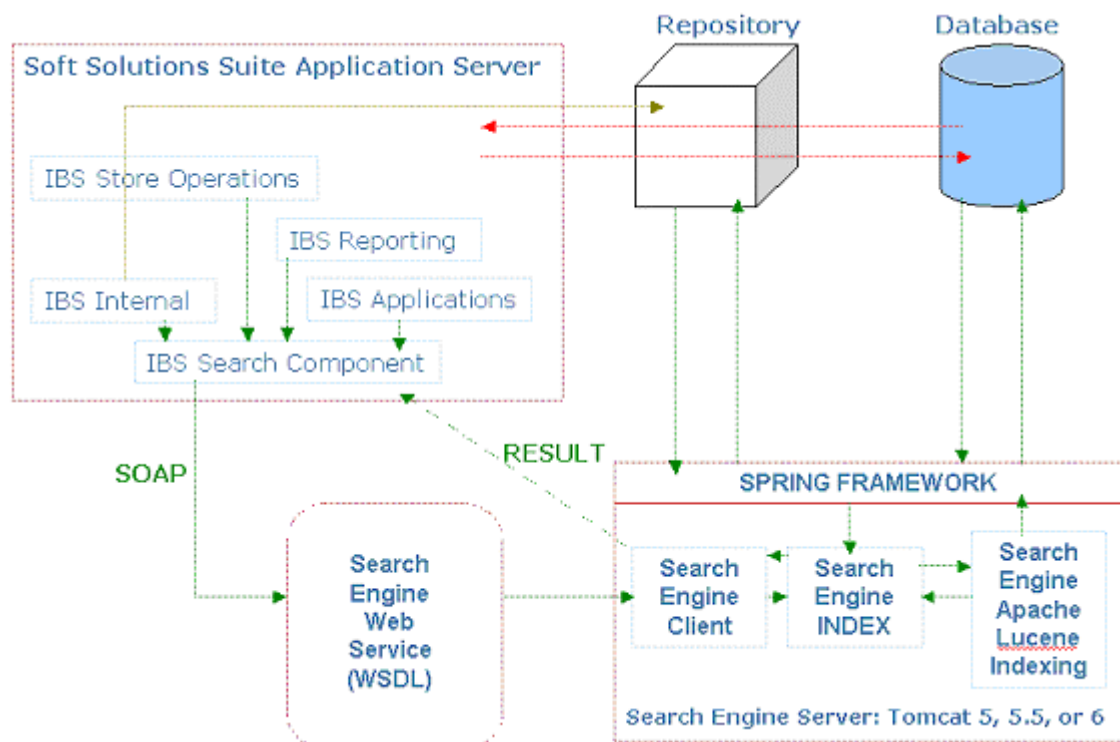 Repository
Database
Soft Solutions Suite Application Server
IBS Store Operations
IBS Reporting
IBS Internal
IBS Applications
IBS Search Component
SOAP
RESULT
SPRING FRAMEWORK
Search
Engine
Web
Service
(WSDL)
Search
Engine
Client
Search
Engine
INDEX
Search
Engine
Apache
Lucene
Indexing
Search Engine Server: Tomcat 5, 5.5, or 6